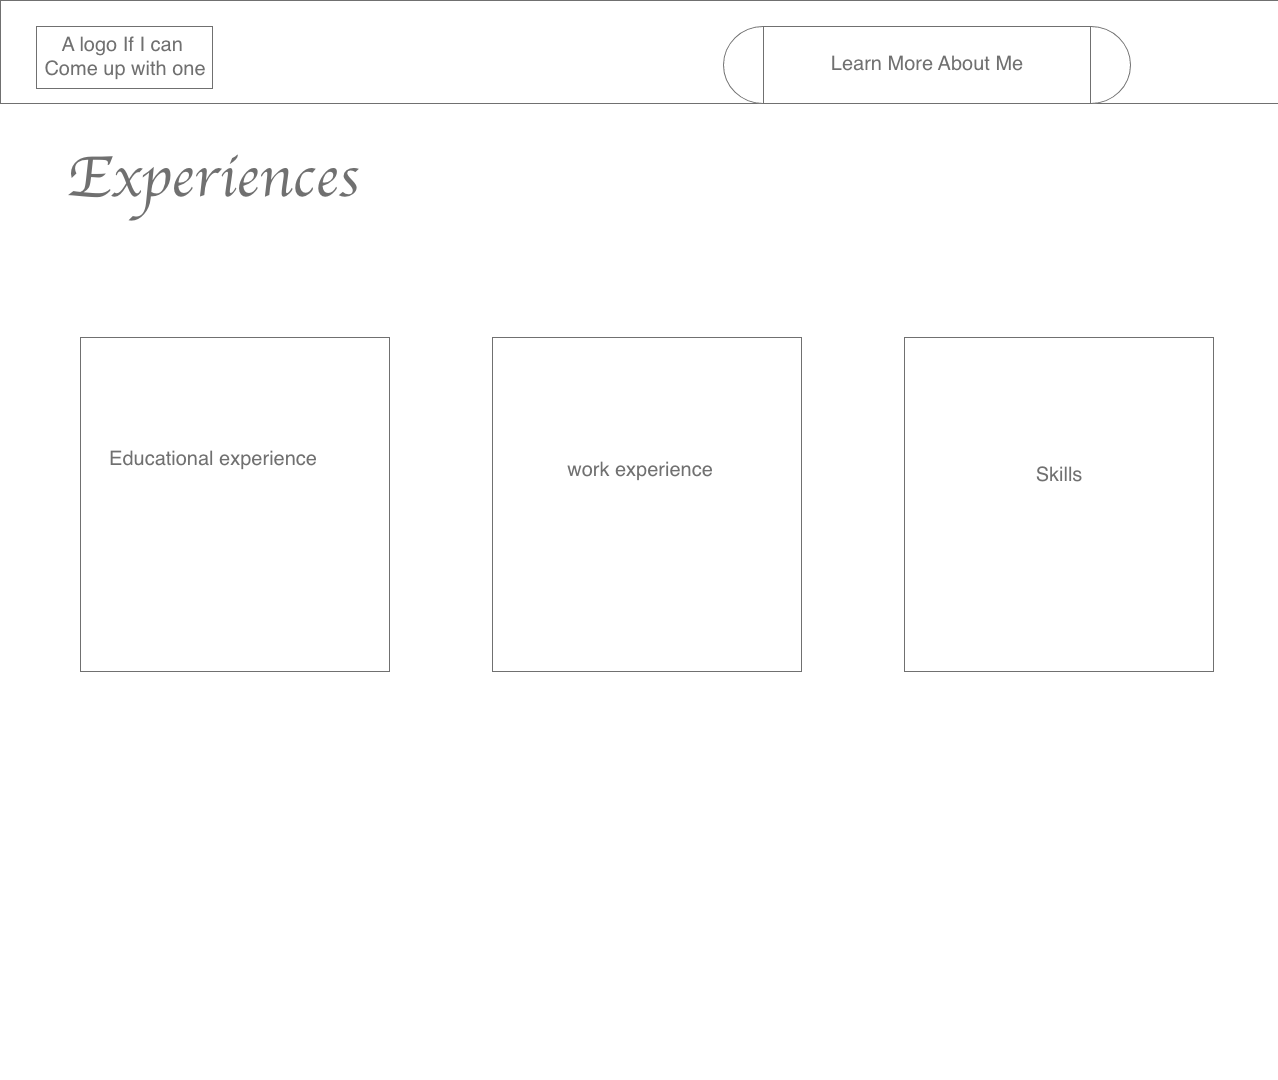 A logo If I can
Come up with one
Learn More About Me
Experiences
Educational experience
work experience
Skills